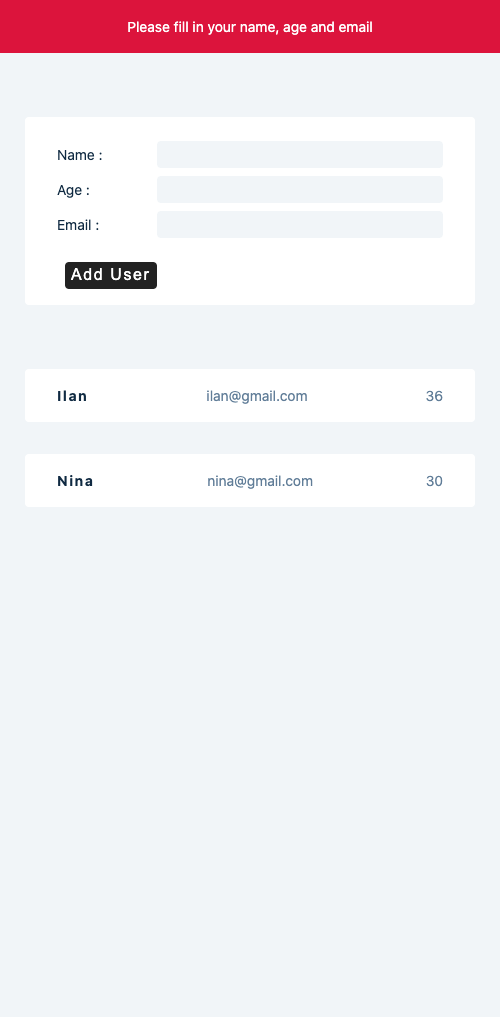 Please fill in your name, age and email
Name :
Age :
Email :
Add User
Ilan ilan@gmail.com 36
Nina nina@gmail.com 30